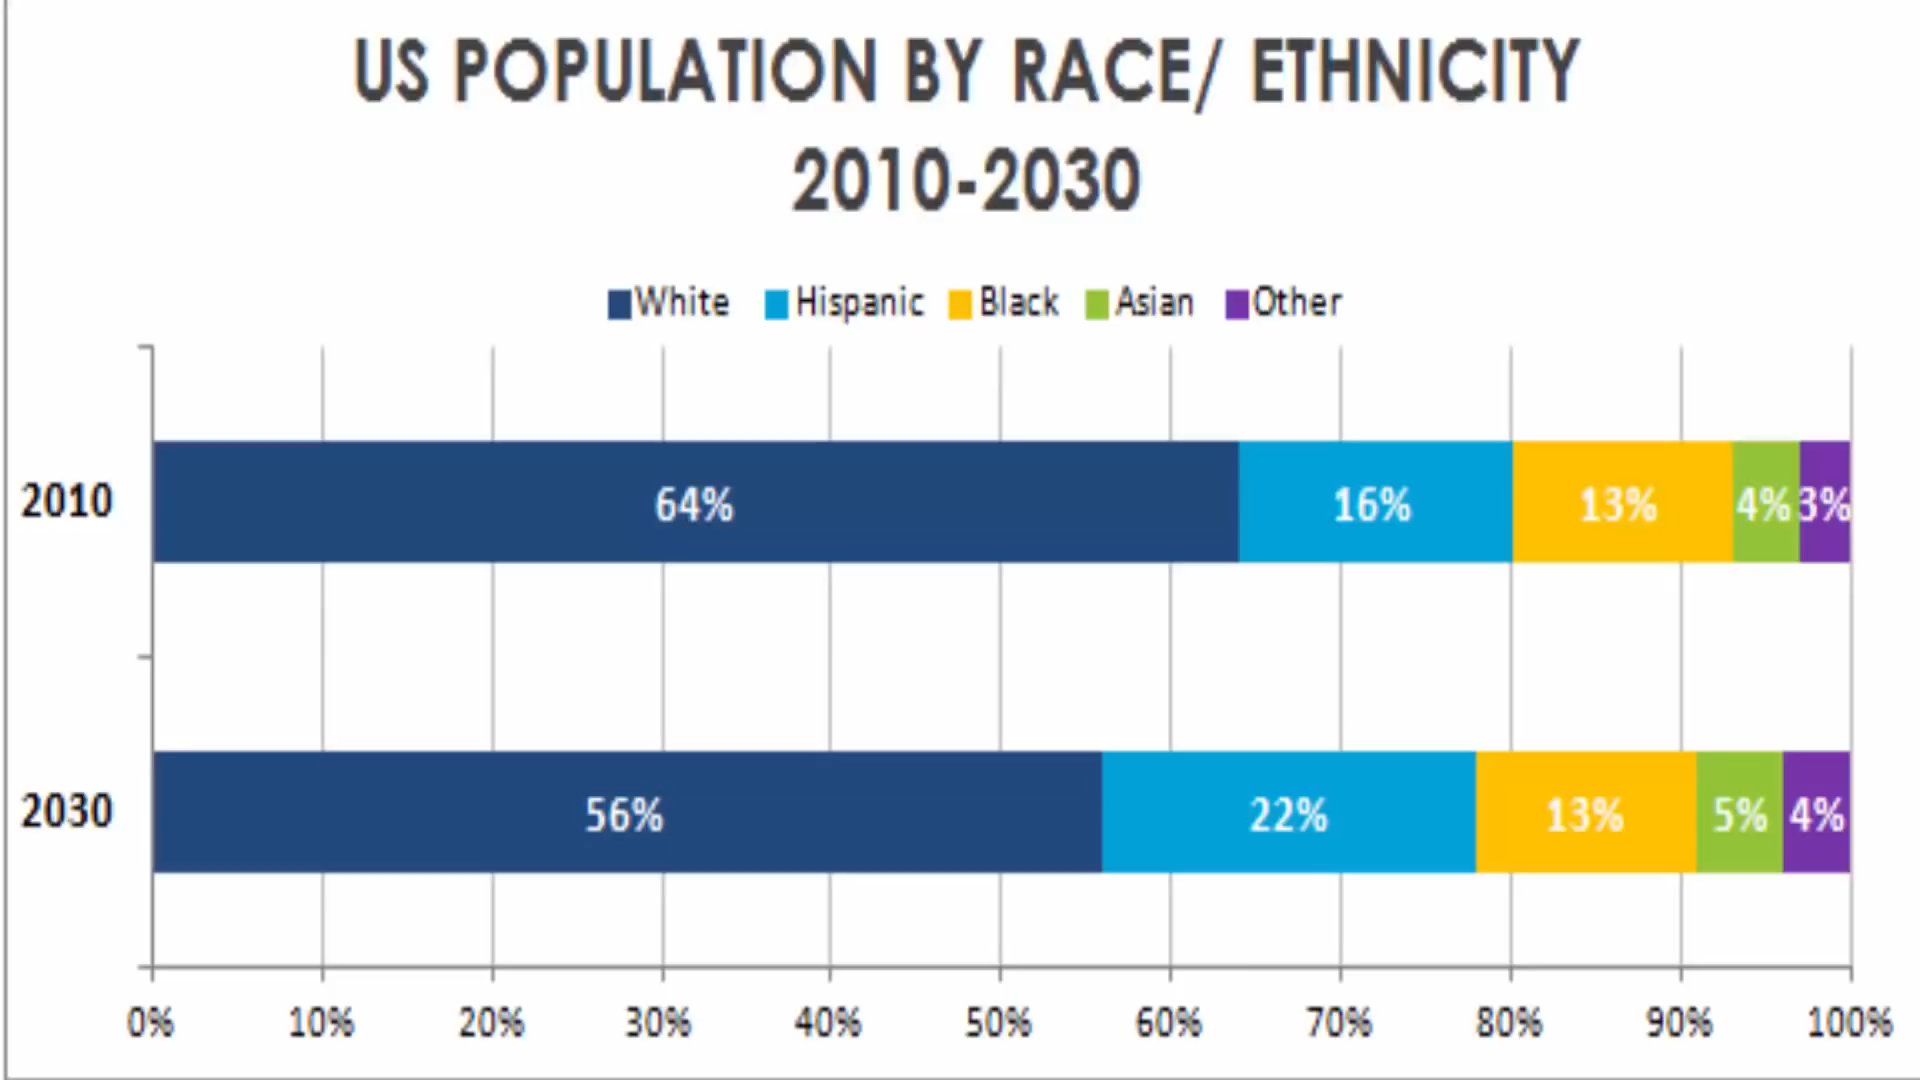 US POPULATION BY RACE/ ETHNICITY
2010-2030
White Hispanic Black Asian Other
2010 64% 16% 13% 4% 3%
2030 56% 22% 13% 5% 4%
0% 10% 20% 30% 40% 50% 60% 70% 80% 90% 100%